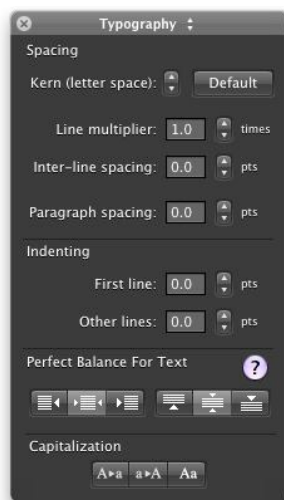 Typography
Spacing
Kern (letter space): Default
Line multiplier: 1.0 times
Inter-line spacing: 0.0 pts
Paragraph spacing: 0.0 pts
Indenting
First line: 0.0 pts
Other lines: 0.0 pts
Perfect Balance For Text ?
Capitalization
A▸a a▸A Aa